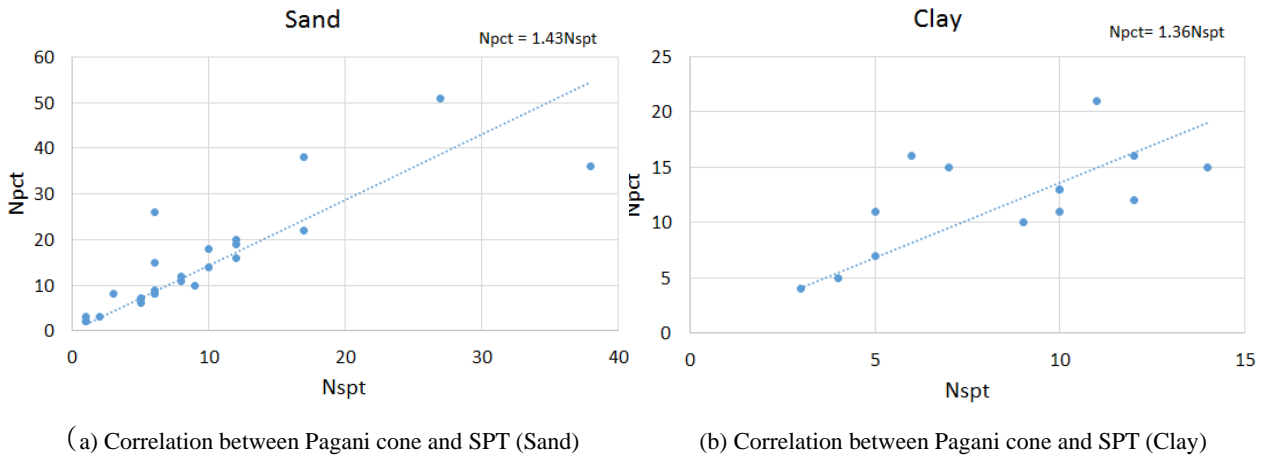 Sand
Npct = 1.43Nspt
60
50
40
30
20
10
0
Npct
0 10 20 30 40
Nspt
(a) Correlation between Pagani cone and SPT (Sand)
Clay
Npct= 1.36Nspt
25
20
15
10
5
0
Npct
0 5 10 15
Nspt
(b) Correlation between Pagani cone and SPT (Clay)